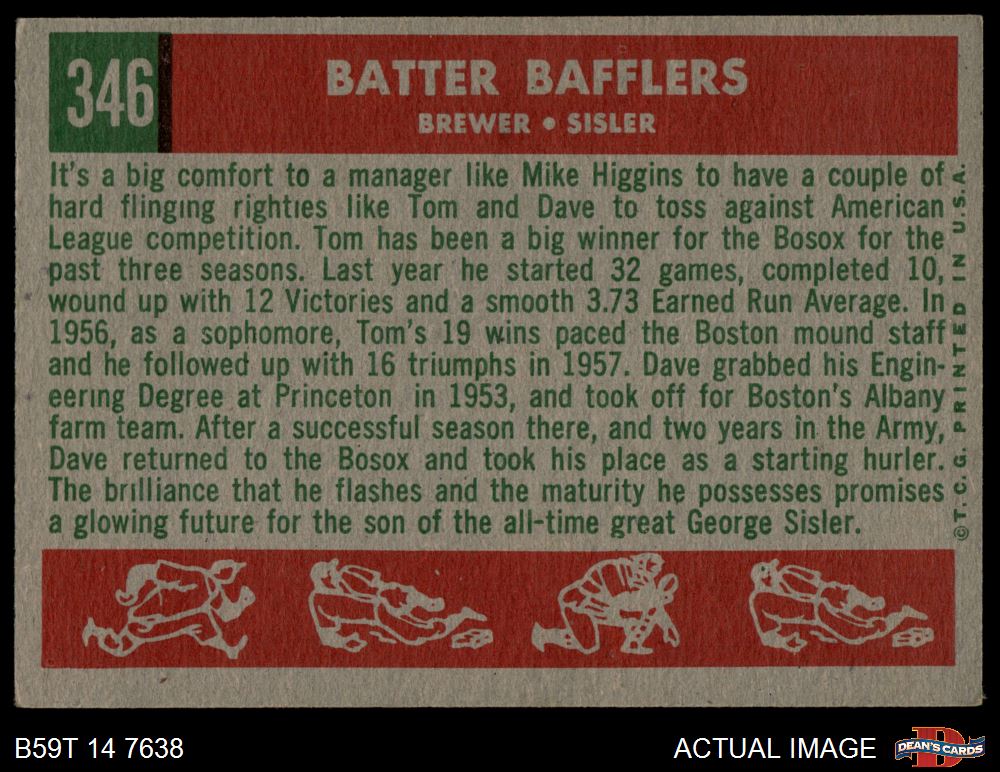 346
BATTER BAFFLERS
BREWER • SISLER
It's a big comfort to a manager like Mike Higgins to have a couple of
hard flinging righties like Tom and Dave to toss against American
League competition. Tom has been a big winner for the Bosox for the
past three seasons. Last year he started 32 games, completed 10,
wound up with 12 Victories and a smooth 3.73 Earned Run Average. In
1956, as a sophomore, Tom's 19 wins paced the Boston mound staff
and he followed up with 16 triumphs in 1957. Dave grabbed his Engin-
eering Degree at Princeton in 1953, and took off for Boston's Albany
farm team. After a successful season there, and two years in the Army,
Dave returned to the Bosox and took his place as a starting hurler.
The brilliance that he flashes and the maturity he possesses promises
a glowing future for the son of the all-time great George Sisler.
©T.C.G. PRINTED IN U.S.A.
B59T 14 7638
ACTUAL IMAGE
DEAN'S CARDS